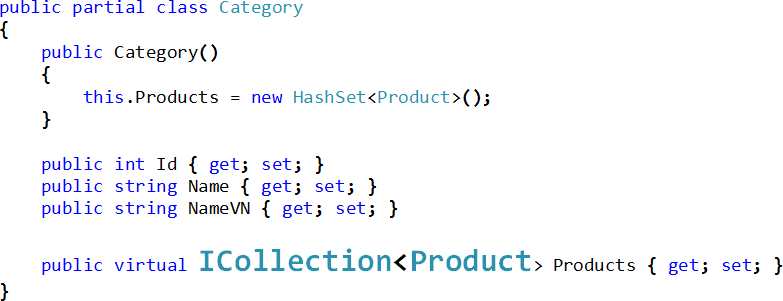 public partial class Category
{
    public Category()
    {
        this.Products = new HashSet<Product>();
    }

    public int Id { get; set; }
    public string Name { get; set; }
    public string NameVN { get; set; }

    public virtual ICollection<Product> Products { get; set; }
}